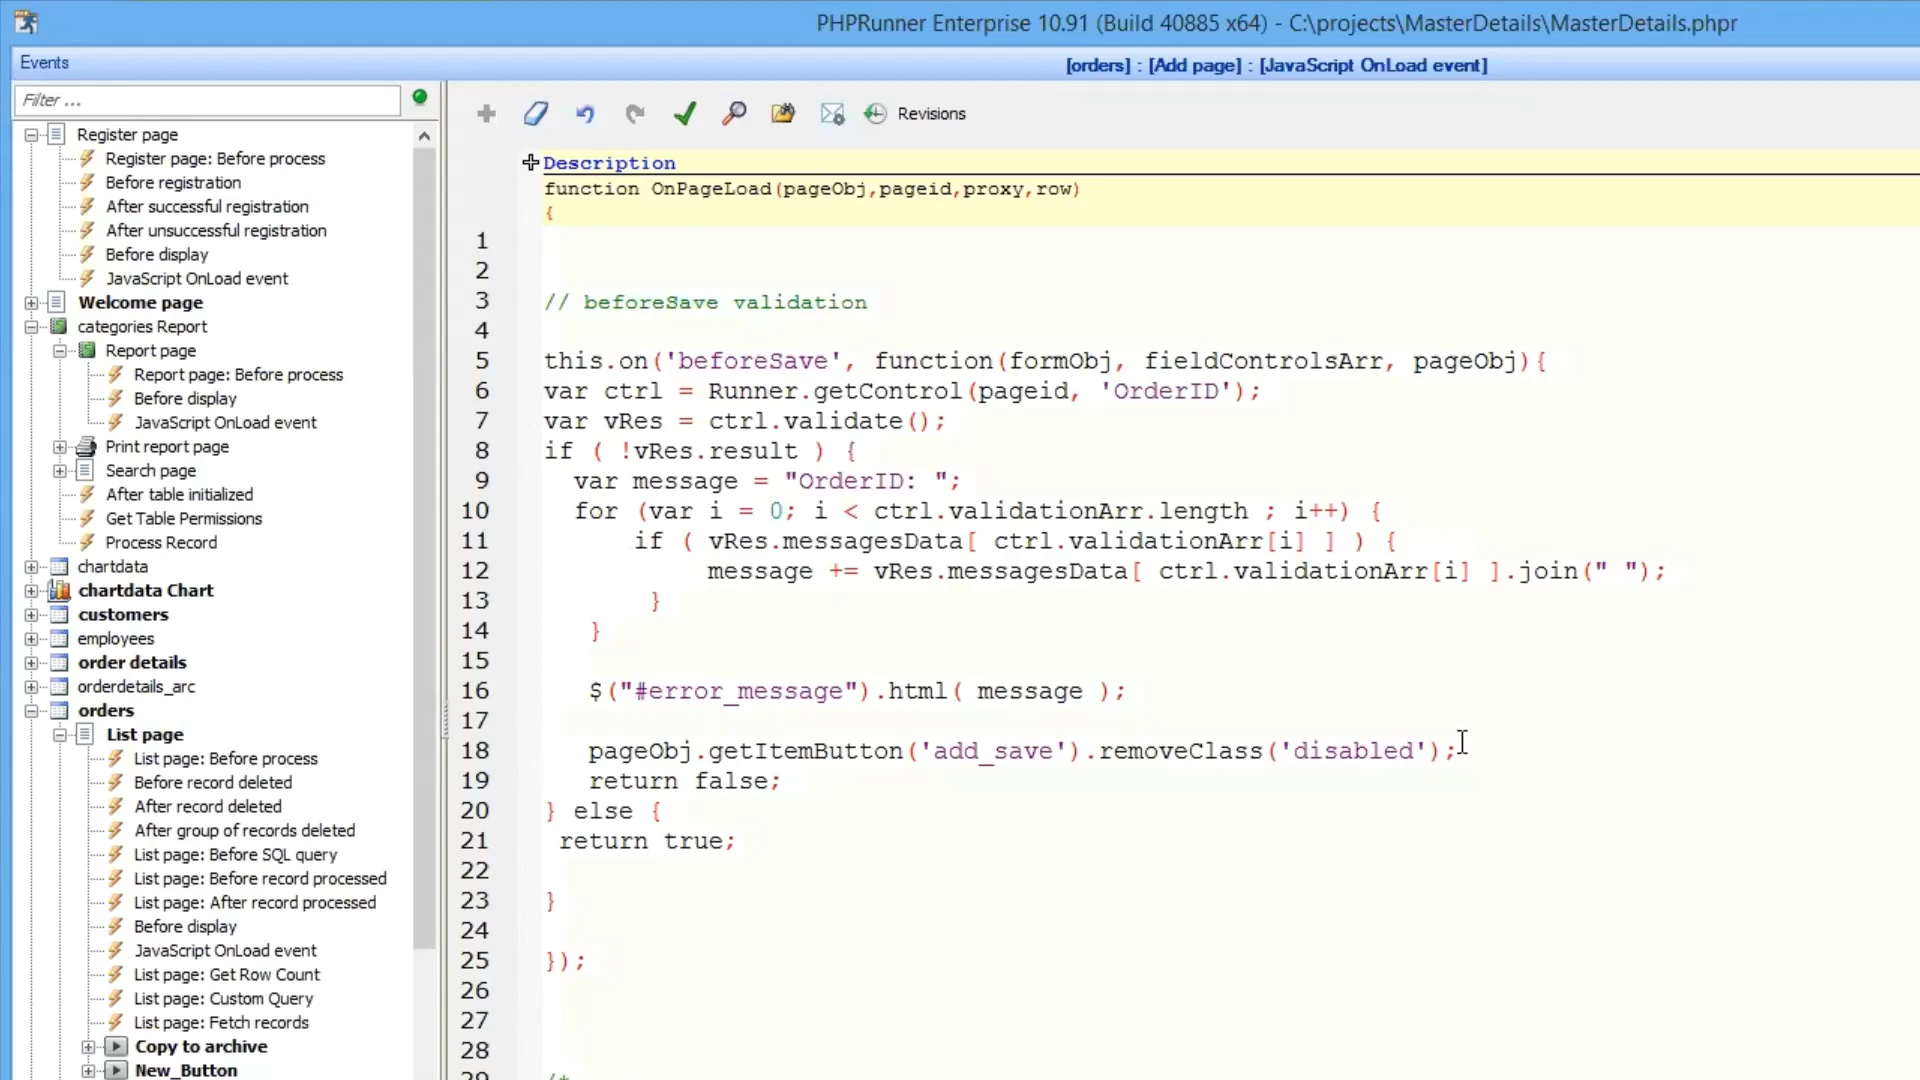 PHPRunner Enterprise 10.91 (Build 40885 x64) - C:\projects\MasterDetails\MasterDetails.phpr
Events
[orders] : [Add page] : [JavaScript OnLoad event]
Filter ...
Register page
Register page: Before process
Before registration
After successful registration
After unsuccessful registration
Before display
JavaScript OnLoad event
Welcome page
categories Report
Report page
Report page: Before process
Before display
JavaScript OnLoad event
Print report page
Search page
After table initialized
Get Table Permissions
Process Record
chartdata
chartdata Chart
customers
employees
order details
orderdetails_arc
orders
List page
List page: Before process
Before record deleted
After record deleted
After group of records deleted
List page: Before SQL query
List page: Before record processed
List page: After record processed
Before display
JavaScript OnLoad event
List page: Get Row Count
List page: Custom Query
List page: Fetch records
Copy to archive
New_Button
Revisions
Description
function OnPageLoad(pageObj,pageid,proxy,row)
{
1
2
3 // beforeSave validation
4
5 this.on('beforeSave', function(formObj, fieldControlsArr, pageObj){
6 var ctrl = Runner.getControl(pageid, 'OrderID');
7 var vRes = ctrl.validate();
8 if ( !vRes.result ) {
9 var message = "OrderID: ";
10 for (var i = 0; i < ctrl.validationArr.length ; i++) {
11 if ( vRes.messagesData[ ctrl.validationArr[i] ] ) {
12 message += vRes.messagesData[ ctrl.validationArr[i] ].join(" ");
13 }
14 }
15
16 $("#error_message").html( message );
17
18 pageObj.getItemButton('add_save').removeClass('disabled');
19 return false;
20 } else {
21 return true;
22
23 }
24
25 });
26
27
28
29 /*